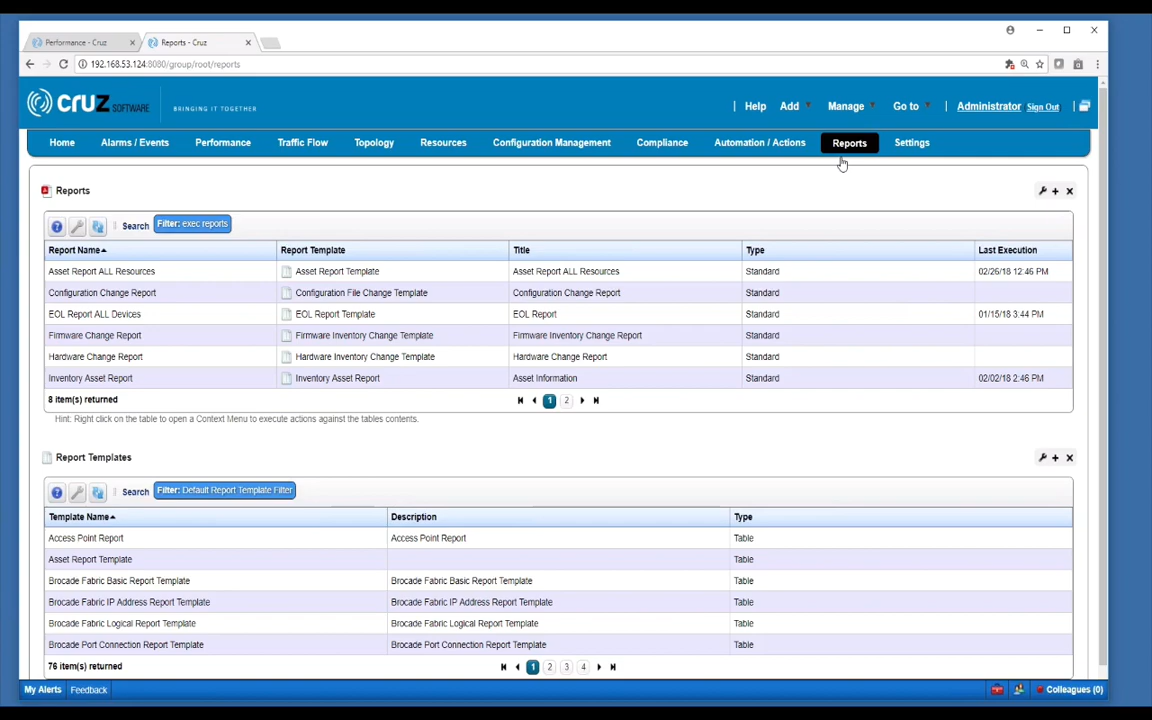 Performance - Cruz
Reports - Cruz
192.168.53.124:8080/group/root/reports
CRUZ SOFTWARE BRINGING IT TOGETHER
Help Add Manage Go to Administrator Sign Out
Home Alarms / Events Performance Traffic Flow Topology Resources Configuration Management Compliance Automation / Actions Reports Settings
Reports
Search Filter: exec reports
Report Name Report Template Title Type Last Execution
Asset Report ALL Resources Asset Report Template Asset Report ALL Resources Standard 02/26/18 12:46 PM
Configuration Change Report Configuration File Change Template Configuration Change Report Standard
EOL Report ALL Devices EOL Report Template EOL Report Standard 01/15/18 3:44 PM
Firmware Change Report Firmware Inventory Change Template Firmware Inventory Change Report Standard
Hardware Change Report Hardware Inventory Change Template Hardware Change Report Standard
Inventory Asset Report Inventory Asset Report Asset Information Standard 02/02/18 2:46 PM
8 item(s) returned 1 2
Hint: Right click on the table to open a Context Menu to execute actions against the tables contents.
Report Templates
Search Filter: Default Report Template Filter
Template Name Description Type
Access Point Report Access Point Report Table
Asset Report Template Table
Brocade Fabric Basic Report Template Brocade Fabric Basic Report Template Table
Brocade Fabric IP Address Report Template Brocade Fabric IP Address Report Template Table
Brocade Fabric Logical Report Template Brocade Fabric Logical Report Template Table
Brocade Port Connection Report Template Brocade Port Connection Report Template Table
76 item(s) returned 1 2 3 4
My Alerts Feedback Colleagues (0)